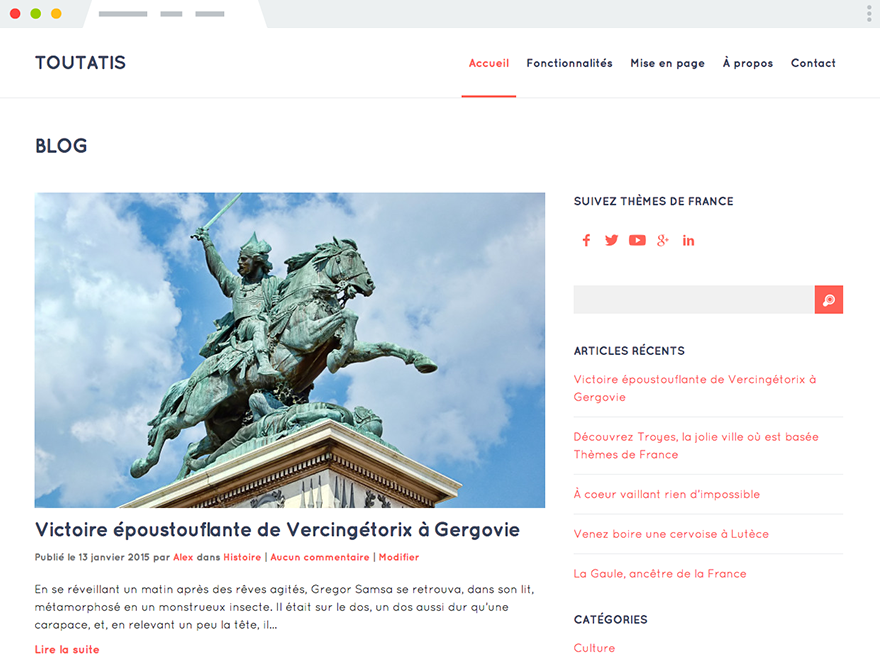 TOUTATIS
Accueil Fonctionnalités Mise en page À propos Contact
BLOG
Victoire époustouflante de Vercingétorix à Gergovie
Publié le 13 janvier 2015 par Alex dans Histoire | Aucun commentaire | Modifier
En se réveillant un matin après des rêves agités, Gregor Samsa se retrouva, dans son lit,
métamorphosé en un monstrueux insecte. Il était sur le dos, un dos aussi dur qu'une
carapace, et, en relevant un peu la tête, il...
Lire la suite
SUIVEZ THÈMES DE FRANCE
ARTICLES RÉCENTS
Victoire époustouflante de Vercingétorix à
Gergovie
Découvrez Troyes, la jolie ville où est basée
Thèmes de France
À coeur vaillant rien d'impossible
Venez boire une cervoise à Lutèce
La Gaule, ancêtre de la France
CATÉGORIES
Culture